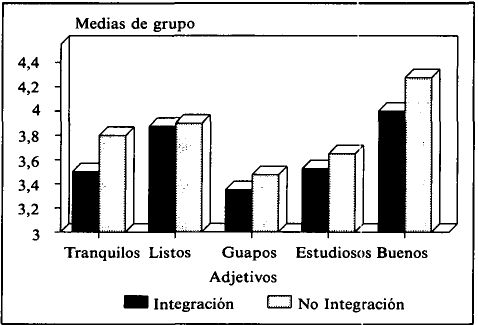 Medias de grupo
4,4
4,2
4
3,8
3,6
3,4
3,2
3
Tranquilos Listos Guapos Estudiosos Buenos
Adjetivos
Integración No Integración